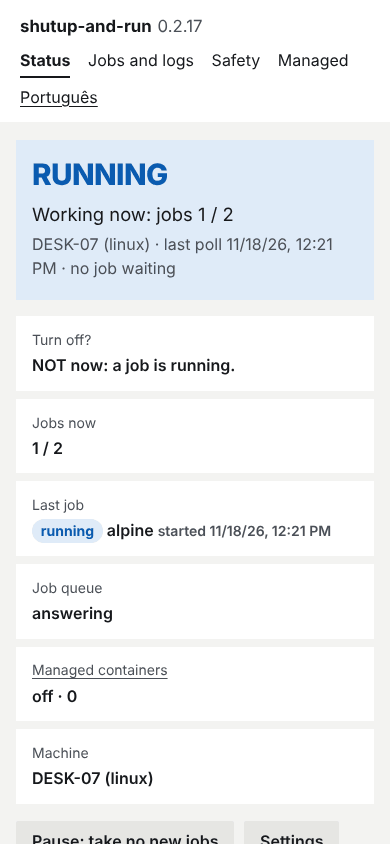 shutup-and-run 0.2.17
Status Jobs and logs Safety Managed
Português
RUNNING
Working now: jobs 1 / 2
DESK-07 (linux) · last poll 11/18/26, 12:21
PM · no job waiting
Turn off?
NOT now: a job is running.
Jobs now
1 / 2
Last job
running alpine started 11/18/26, 12:21 PM
Job queue
answering
Managed containers
off · 0
Machine
DESK-07 (linux)
Pause: take no new jobs Settings